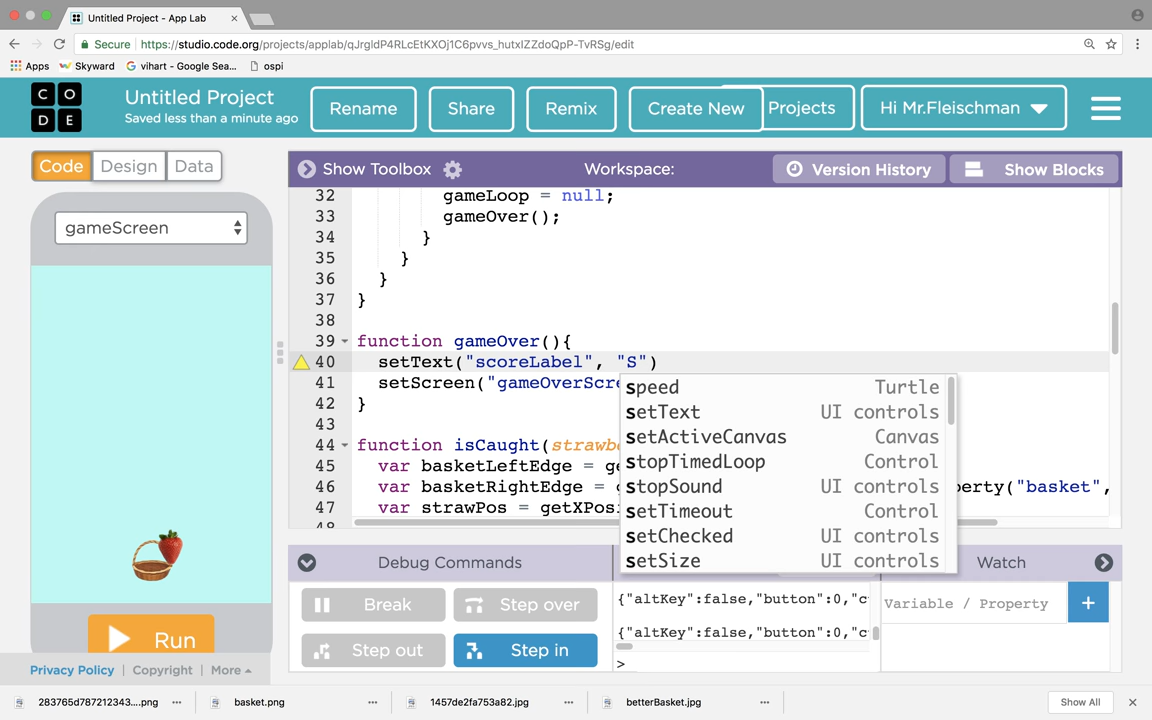 Untitled Project - App Lab
Secure https://studio.code.org/projects/applab/qJrgldP4RLcEtKXOj1C6pvvs_hutxIZZdoQpP-TvRSg/edit
Apps Skyward vihart - Google Sea... ospi
C O D E
Untitled Project
Saved less than a minute ago
Rename Share Remix Create New Projects Hi Mr.Fleischman
Code Design Data
Show Toolbox Workspace: Version History Show Blocks
gameScreen
32 gameLoop = null;
33 gameOver();
34 }
35 }
36 }
37 }
38
39 function gameOver(){
40 setText("scoreLabel", "S")
41 setScreen("gameOverScre
42 }
43
44 function isCaught(strawb
45 var basketLeftEdge = ge
46 var basketRightEdge = perty("basket",
47 var strawPos = getXPosi
48
speed Turtle
setText UI controls
setActiveCanvas Canvas
stopTimedLoop Control
stopSound UI controls
setTimeout Control
setChecked UI controls
setSize UI controls
Debug Commands Watch
Break Step over
Step out Step in
{"altKey":false,"button":0,"c
{"altKey":false,"button":0,"c
>
Variable / Property +
Run
Privacy Policy | Copyright | More
283765d787212343....png basket.png 1457de2fa753a82.jpg betterBasket.jpg Show All